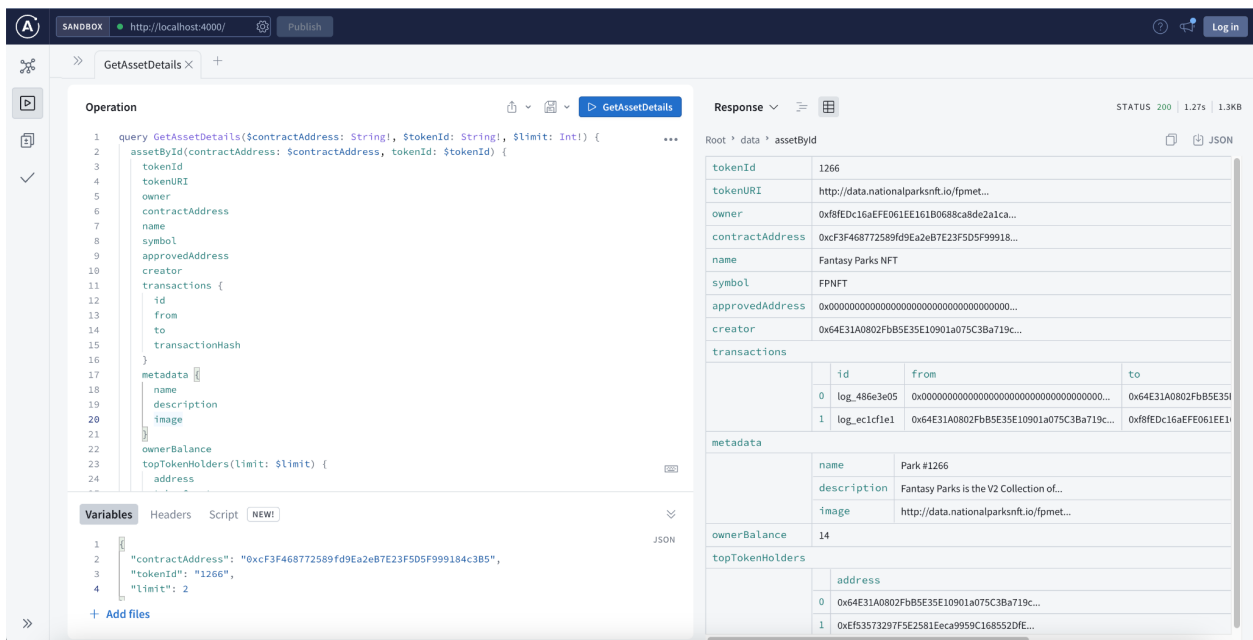 SANDBOX http://localhost:4000/ Publish Log in
GetAssetDetails
Operation GetAssetDetails
1 query GetAssetDetails($contractAddress: String!, $tokenId: String!, $limit: Int!) {
2 assetById(contractAddress: $contractAddress, tokenId: $tokenId) {
3 tokenId
4 tokenURI
5 owner
6 contractAddress
7 name
8 symbol
9 approvedAddress
10 creator
11 transactions {
12 id
13 from
14 to
15 transactionHash
16 }
17 metadata {
18 name
19 description
20 image
21 }
22 ownerBalance
23 topTokenHolders(limit: $limit) {
24 address
Variables Headers Script NEW!
JSON
1 {
2 "contractAddress": "0xcF3F468772589fd9Ea2eB7E23F5D5F999184c3B5",
3 "tokenId": "1266",
4 "limit": 2
+ Add files
Response STATUS 200 1.27s 1.3KB
Root data assetById JSON
tokenId 1266
tokenURI http://data.nationalparksnft.io/fpmet...
owner 0xf8fEDc16aEFE061EE161B0688ca8de2a1ca...
contractAddress 0xcF3F468772589fd9Ea2eB7E23F5D5F99918...
name Fantasy Parks NFT
symbol FPNFT
approvedAddress 0x00000000000000000000000000000000000...
creator 0x64E31A0802FbB5E35E10901a075C3Ba719c...
transactions
id from to
0 log_486e3e05 0x00000000000000000000000000000000000... 0x64E31A0802FbB5E35
1 log_ec1cf1e1 0x64E31A0802FbB5E35E10901a075C3Ba719c... 0xf8fEDc16aEFE061EE1
metadata
name Park #1266
description Fantasy Parks is the V2 Collection of...
image http://data.nationalparksnft.io/fpmet...
ownerBalance 14
topTokenHolders
address
0 0x64E31A0802FbB5E35E10901a075C3Ba719c...
1 0xEf53573297F5E2581Eeca9959C168552DfE...